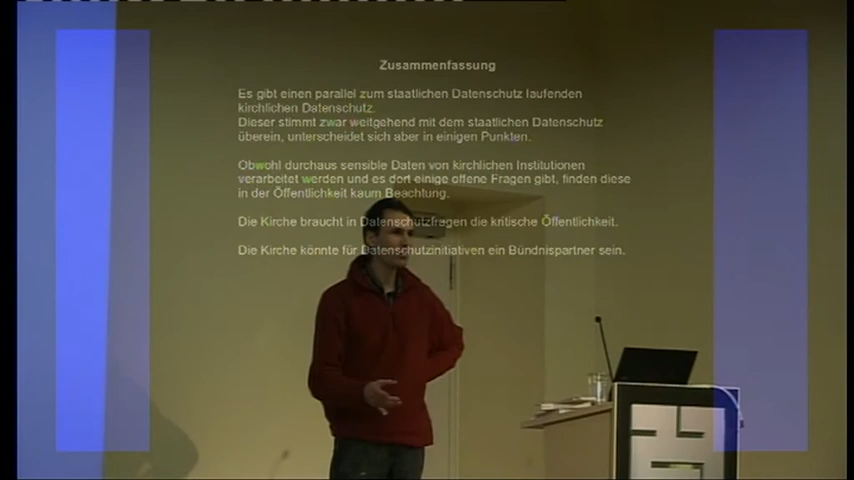 Zusammenfassung
Es gibt einen parallel zum staatlichen Datenschutz laufenden
kirchlichen Datenschutz.
Dieser stimmt zwar weitgehend mit dem staatlichen Datenschutz
überein, unterscheidet sich aber in einigen Punkten.
Obwohl durchaus sensible Daten von kirchlichen Institutionen
verarbeitet werden und es dort einige offene Fragen gibt, finden diese
in der Öffentlichkeit kaum Beachtung.
Die Kirche braucht in Datenschutzfragen die kritische Öffentlichkeit.
Die Kirche könnte für Datenschutzinitiativen ein Bündnispartner sein.